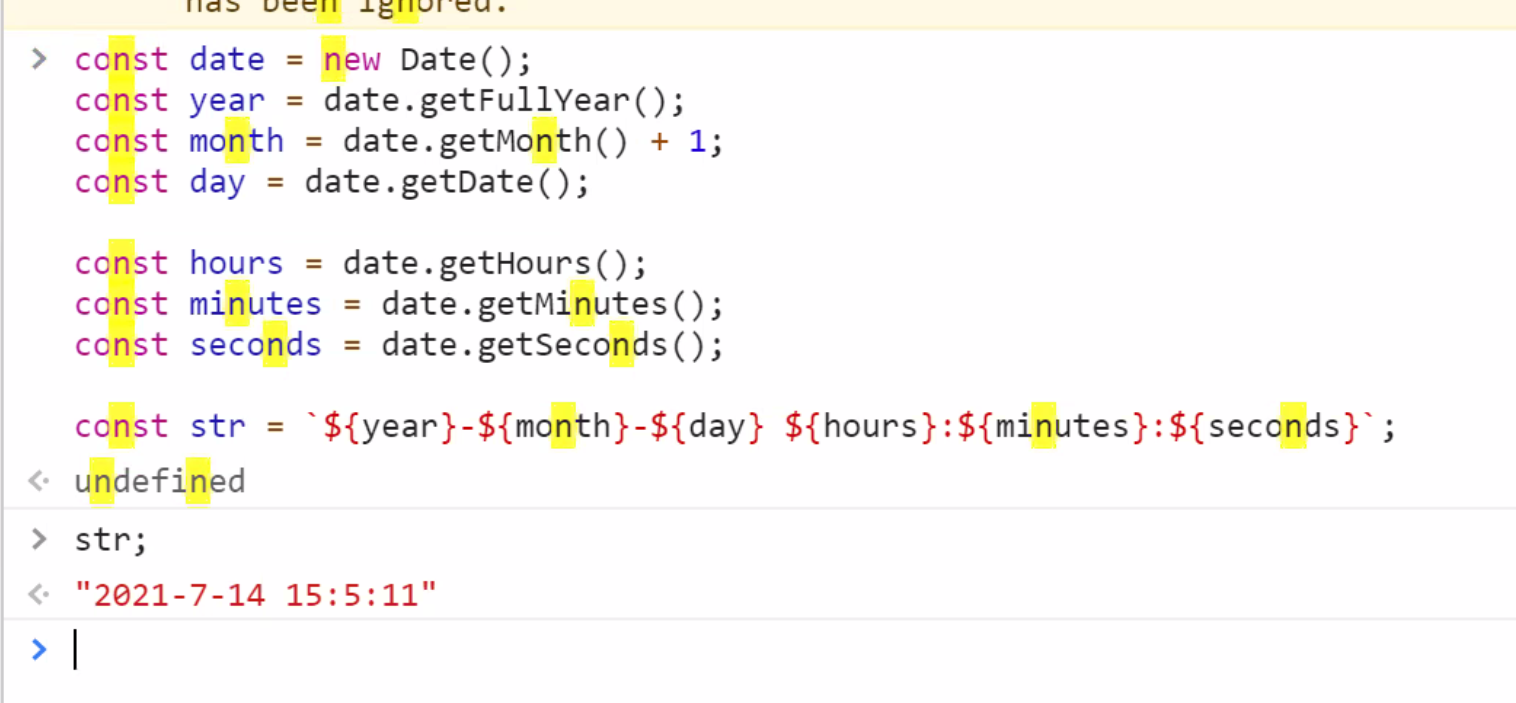 has been ignored.
> const date = new Date();
const year = date.getFullYear();
const month = date.getMonth() + 1;
const day = date.getDate();
const hours = date.getHours();
const minutes = date.getMinutes();
const seconds = date.getSeconds();
const str = `${year}-${month}-${day} ${hours}:${minutes}:${seconds}`;
undefined
> str;
"2021-7-14 15:5:11"
>